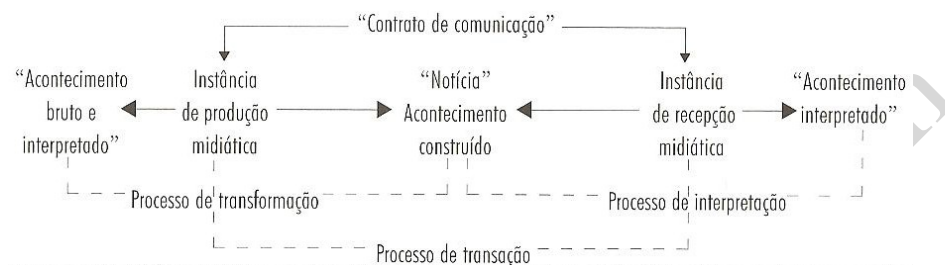 “Contrato de comunicação”
“Acontecimento
bruto e
interpretado”
Instância
de produção
midiática
“Notícia”
Acontecimento
construído
Instância
de recepção
midiática
“Acontecimento
interpretado”
Processo de transformação
Processo de interpretação
Processo de transação